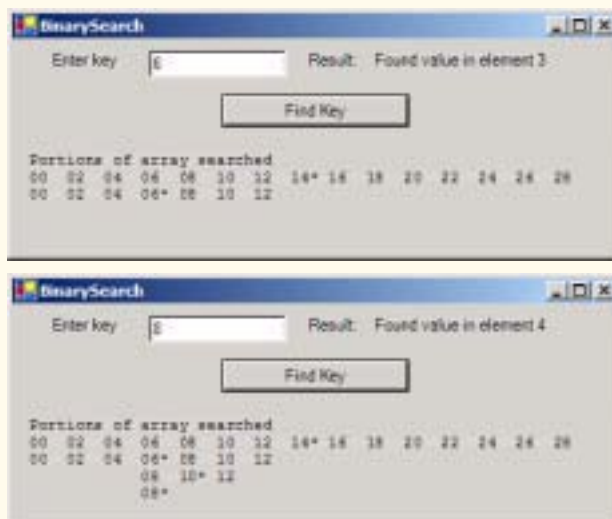 BinarySearch
Enter key 6 Result: Found value in element 3
Find Key
Portions of array searched
00 02 04 06 08 10 12 14* 16 18 20 22 24 26 28
00 02 04 06* 08 10 12
BinarySearch
Enter key 8 Result: Found value in element 4
Find Key
Portions of array searched
00 02 04 06 08 10 12 14* 16 18 20 22 24 26 28
00 02 04 06* 08 10 12
08 10* 12
08*